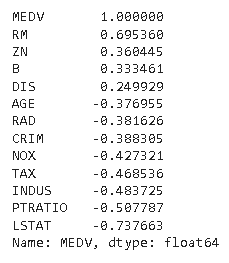 MEDV 1.000000
RM 0.695360
ZN 0.360445
B 0.333461
DIS 0.249929
AGE -0.376955
RAD -0.381626
CRIM -0.388305
NOX -0.427321
TAX -0.468536
INDUS -0.483725
PTRATIO -0.507787
LSTAT -0.737663
Name: MEDV, dtype: float64